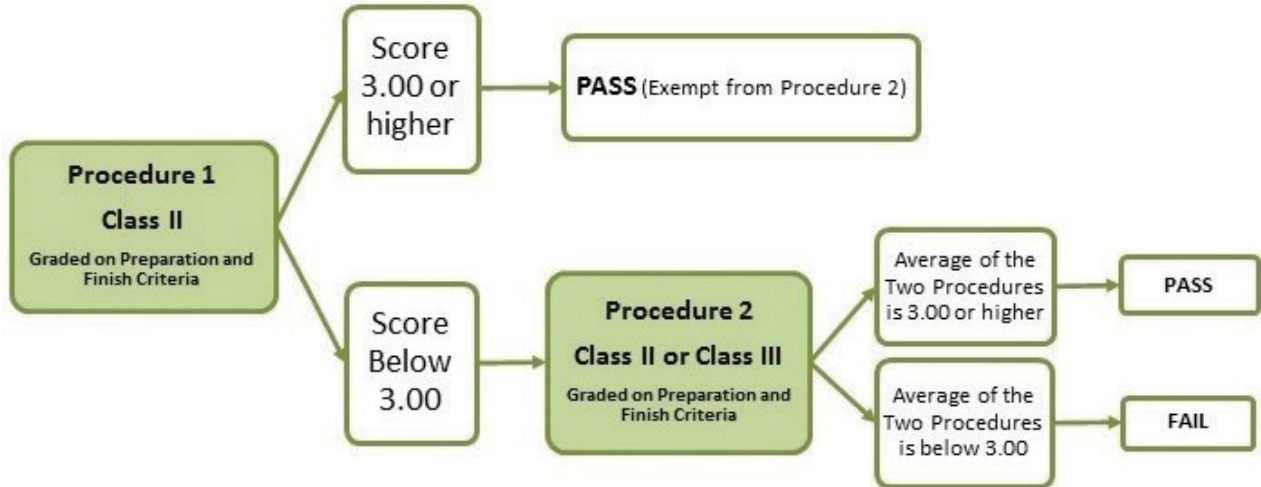 Procedure 1
Class II
Graded on Preparation and
Finish Criteria
Score
3.00 or
higher
PASS (Exempt from Procedure 2)
Score
Below
3.00
Procedure 2
Class II or Class III
Graded on Preparation and
Finish Criteria
Average of the
Two Procedures
is 3.00 or higher
PASS
Average of the
Two Procedures
is below 3.00
FAIL